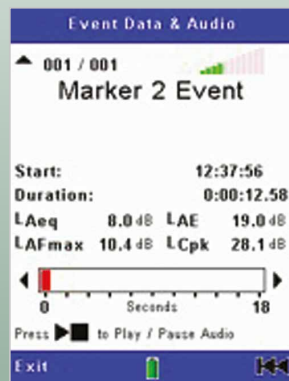 Event Data & Audio
001 / 001
Marker 2 Event
Start: 12:37:56
Duration: 0:00:12.58
LAeq 8.0 dB LAE 19.0 dB
LAFmax 10.4 dB LCpk 28.1 dB
0 Seconds 18
Press ▶■ to Play / Pause Audio
Exit